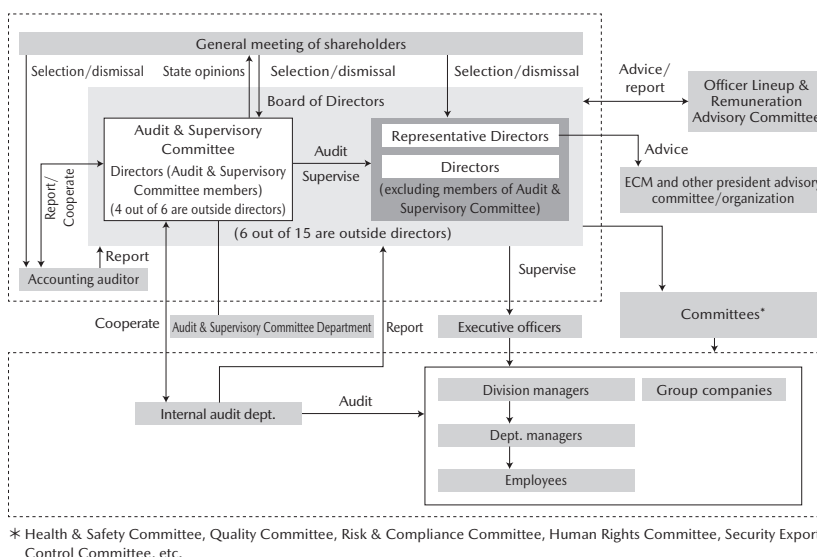 General meeting of shareholders
Selection/dismissal
State opinions
Selection/dismissal
Selection/dismissal
Advice/
report
Officer Lineup &
Remuneration
Advisory Committee
Board of Directors
Audit & Supervisory
Committee
Directors (Audit & Supervisory
Committee members)
(4 out of 6 are outside directors)
Audit
Supervise
Representative Directors
Directors
(excluding members of Audit &
Supervisory Committee)
Advice
ECM and other president advisory
committee/organization
Report/
Cooperate
(6 out of 15 are outside directors)
Report
Accounting auditor
Supervise
Cooperate
Audit & Supervisory Committee Department
Report
Executive officers
Committees*
Internal audit dept.
Audit
Division managers
Group companies
Dept. managers
Employees
* Health & Safety Committee, Quality Committee, Risk & Compliance Committee, Human Rights Committee, Security Export
Control Committee, etc.